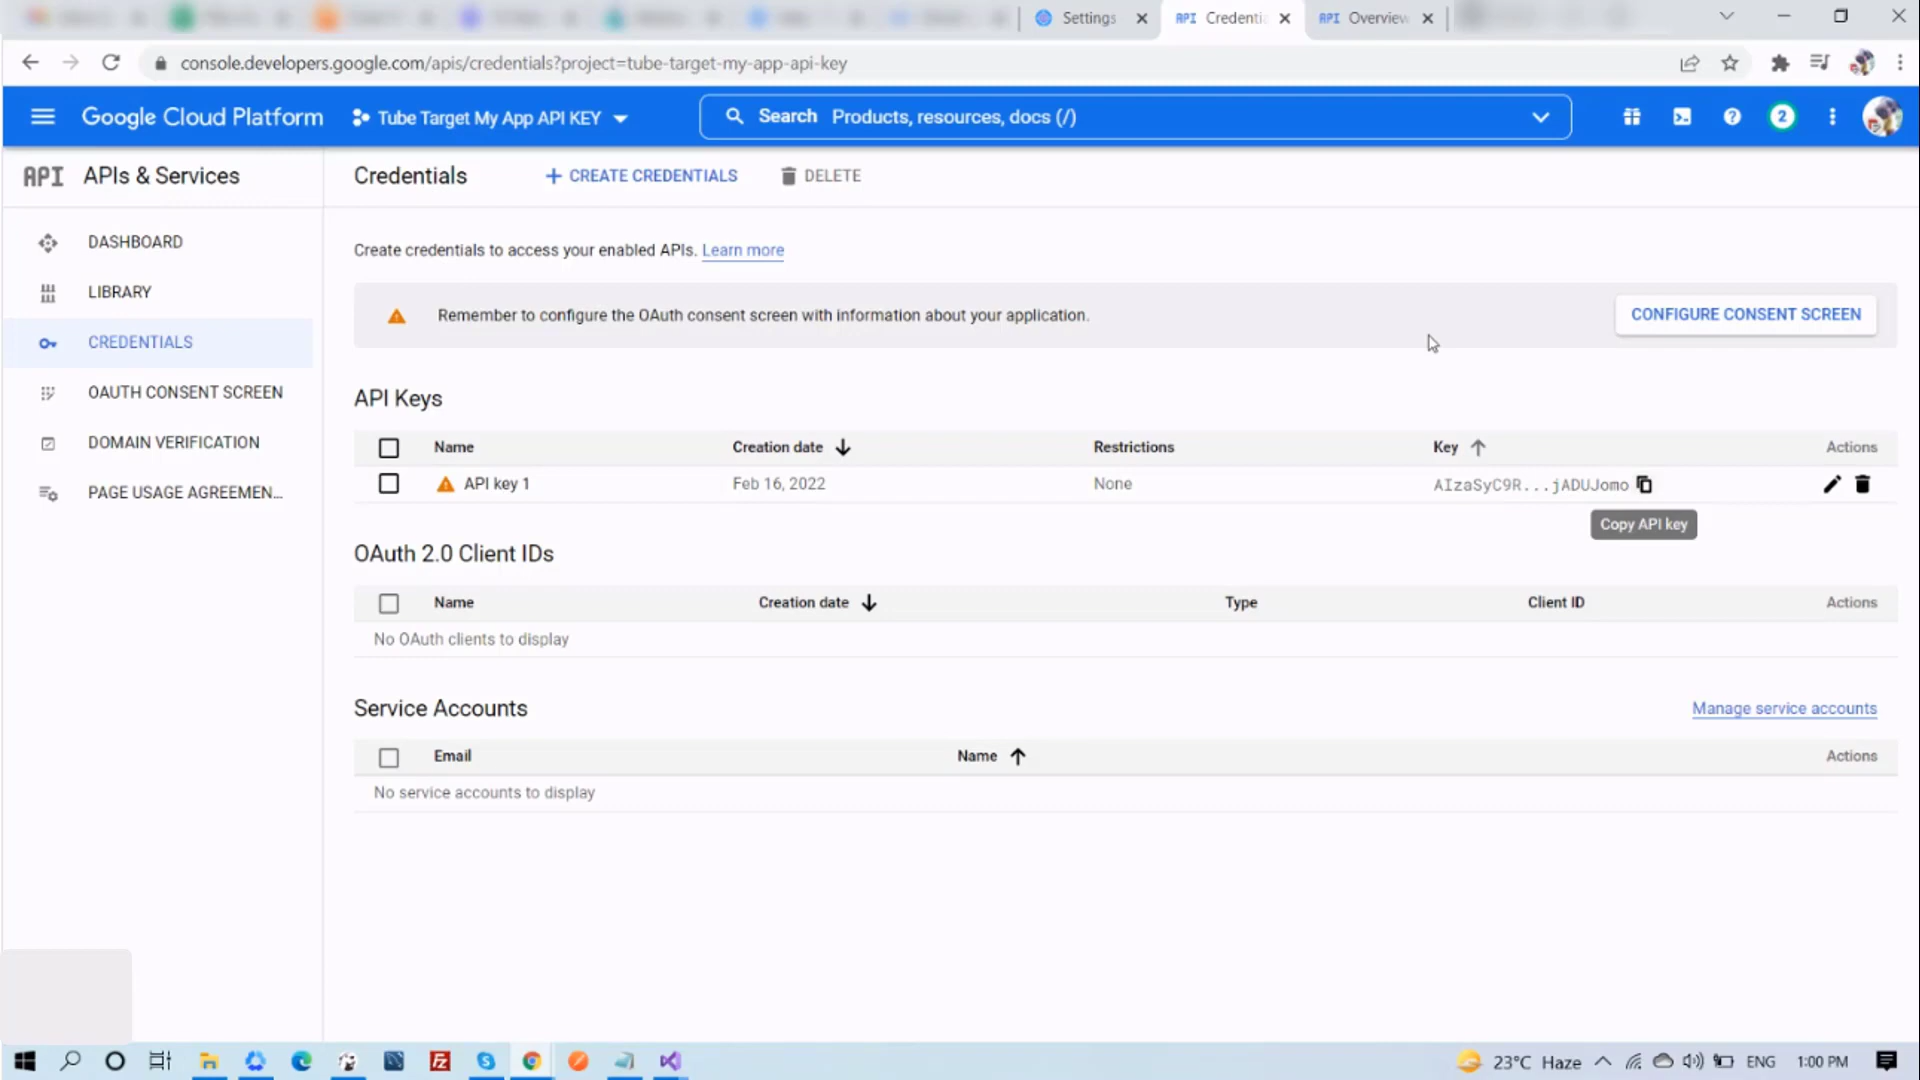 Settings
API Credenti
API Overview
console.developers.google.com/apis/credentials?project=tube-target-my-app-api-key
Google Cloud Platform
Tube Target My App API KEY
Search Products, resources, docs (/)
2
API APIs & Services
Credentials
CREATE CREDENTIALS
DELETE
DASHBOARD
LIBRARY
CREDENTIALS
OAUTH CONSENT SCREEN
DOMAIN VERIFICATION
PAGE USAGE AGREEMEN...
Create credentials to access your enabled APIs. Learn more
Remember to configure the OAuth consent screen with information about your application.
CONFIGURE CONSENT SCREEN
API Keys
Name Creation date Restrictions Key Actions
API key 1 Feb 16, 2022 None AIzaSyC9R...jADUJomo
Copy API key
OAuth 2.0 Client IDs
Name Creation date Type Client ID Actions
No OAuth clients to display
Service Accounts
Manage service accounts
Email Name Actions
No service accounts to display
23°C Haze
ENG
1:00 PM